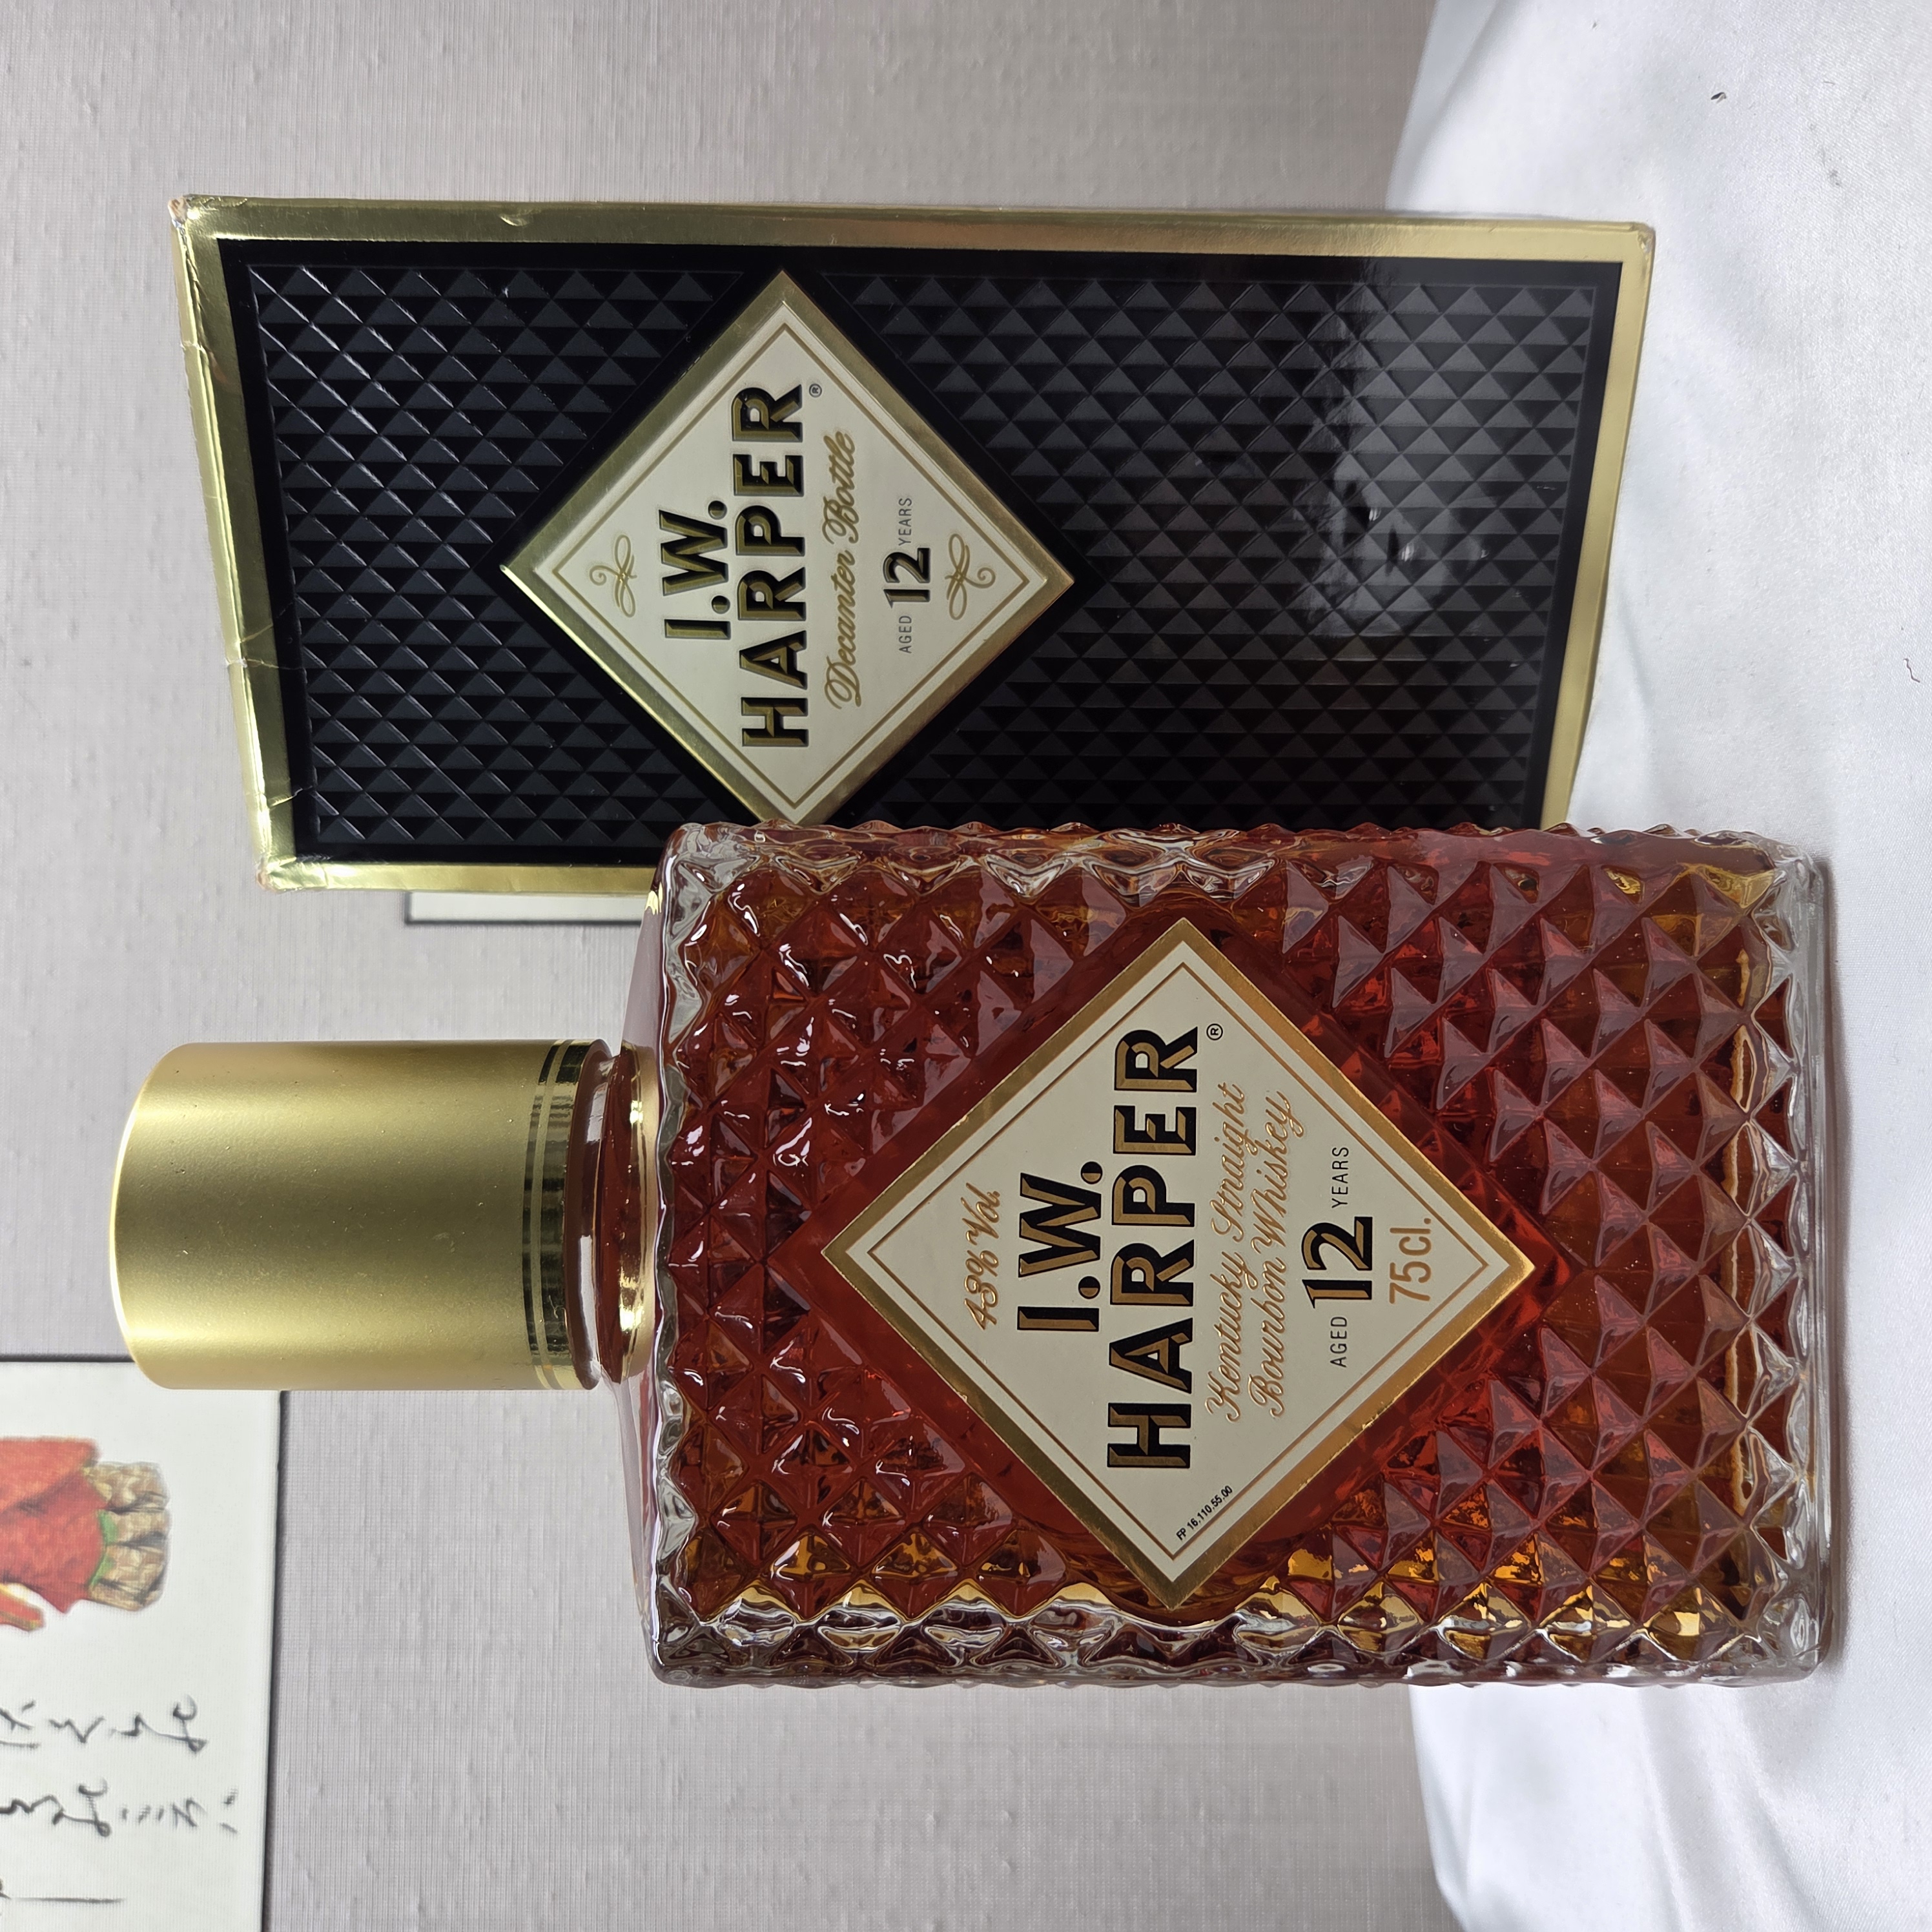 I.W.
HARPER®
Decanter Bottle
AGED 12 YEARS
43% Vol.
I.W.
HARPER®
Kentucky Straight
Bourbon Whiskey
AGED 12 YEARS
75cl.
FP 16.110.55.00